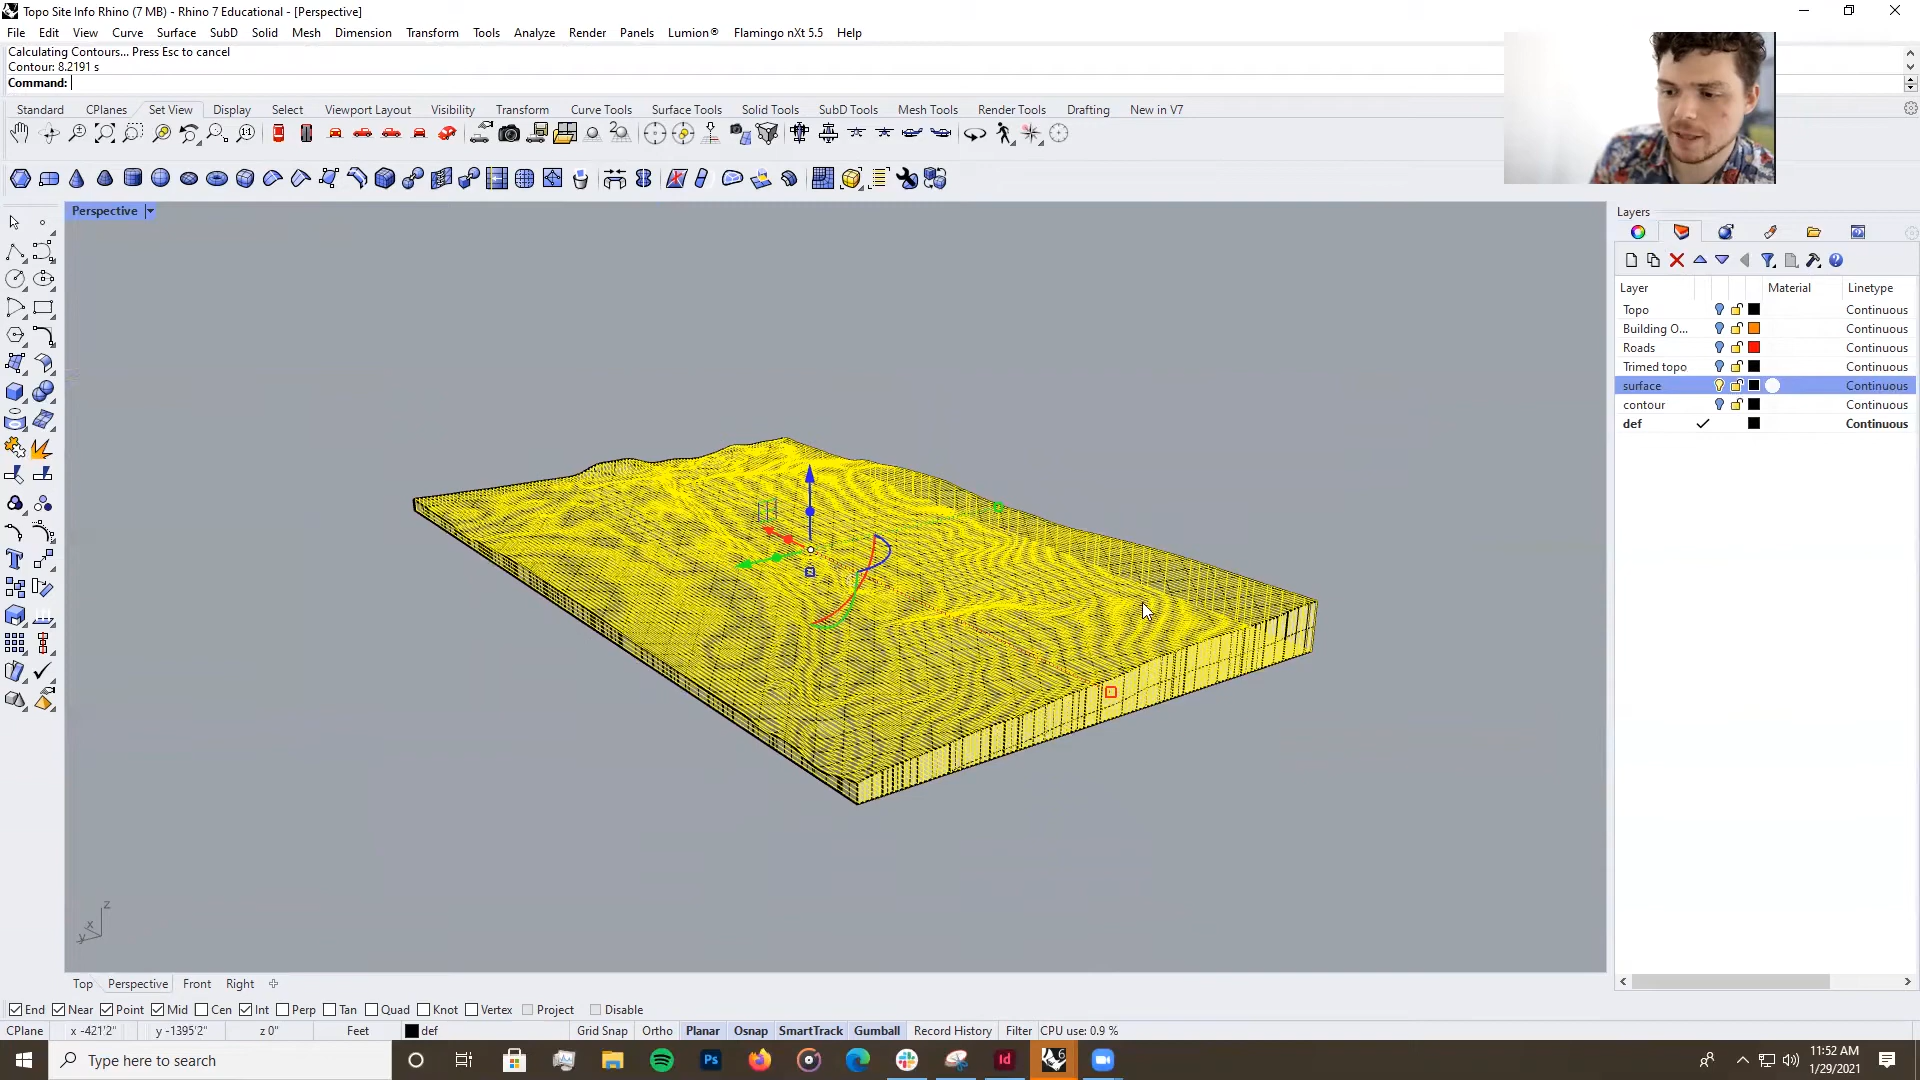 Topo Site Info Rhino (7 MB) - Rhino 7 Educational - [Perspective]
File Edit View Curve Surface SubD Solid Mesh Dimension Transform Tools Analyze Render Panels Lumion® Flamingo nXt 5.5 Help
Calculating Contours... Press Esc to cancel
Contour: 8.2191 s
Command:
Standard CPlanes Set View Display Select Viewport Layout Visibility Transform Curve Tools Surface Tools Solid Tools SubD Tools Mesh Tools Render Tools Drafting New in V7
Perspective
Layers
Layer Material Linetype
Topo Continuous
Building O... Continuous
Roads Continuous
Trimed topo Continuous
surface Continuous
contour Continuous
def Continuous
z
x
y
Top Perspective Front Right
End Near Point Mid Cen Int Perp Tan Quad Knot Vertex Project Disable
CPlane x -421'2" y -1395'2" z 0" Feet def Grid Snap Ortho Planar Osnap SmartTrack Gumball Record History Filter CPU use: 0.9 %
Type here to search
11:52 AM
1/29/2021